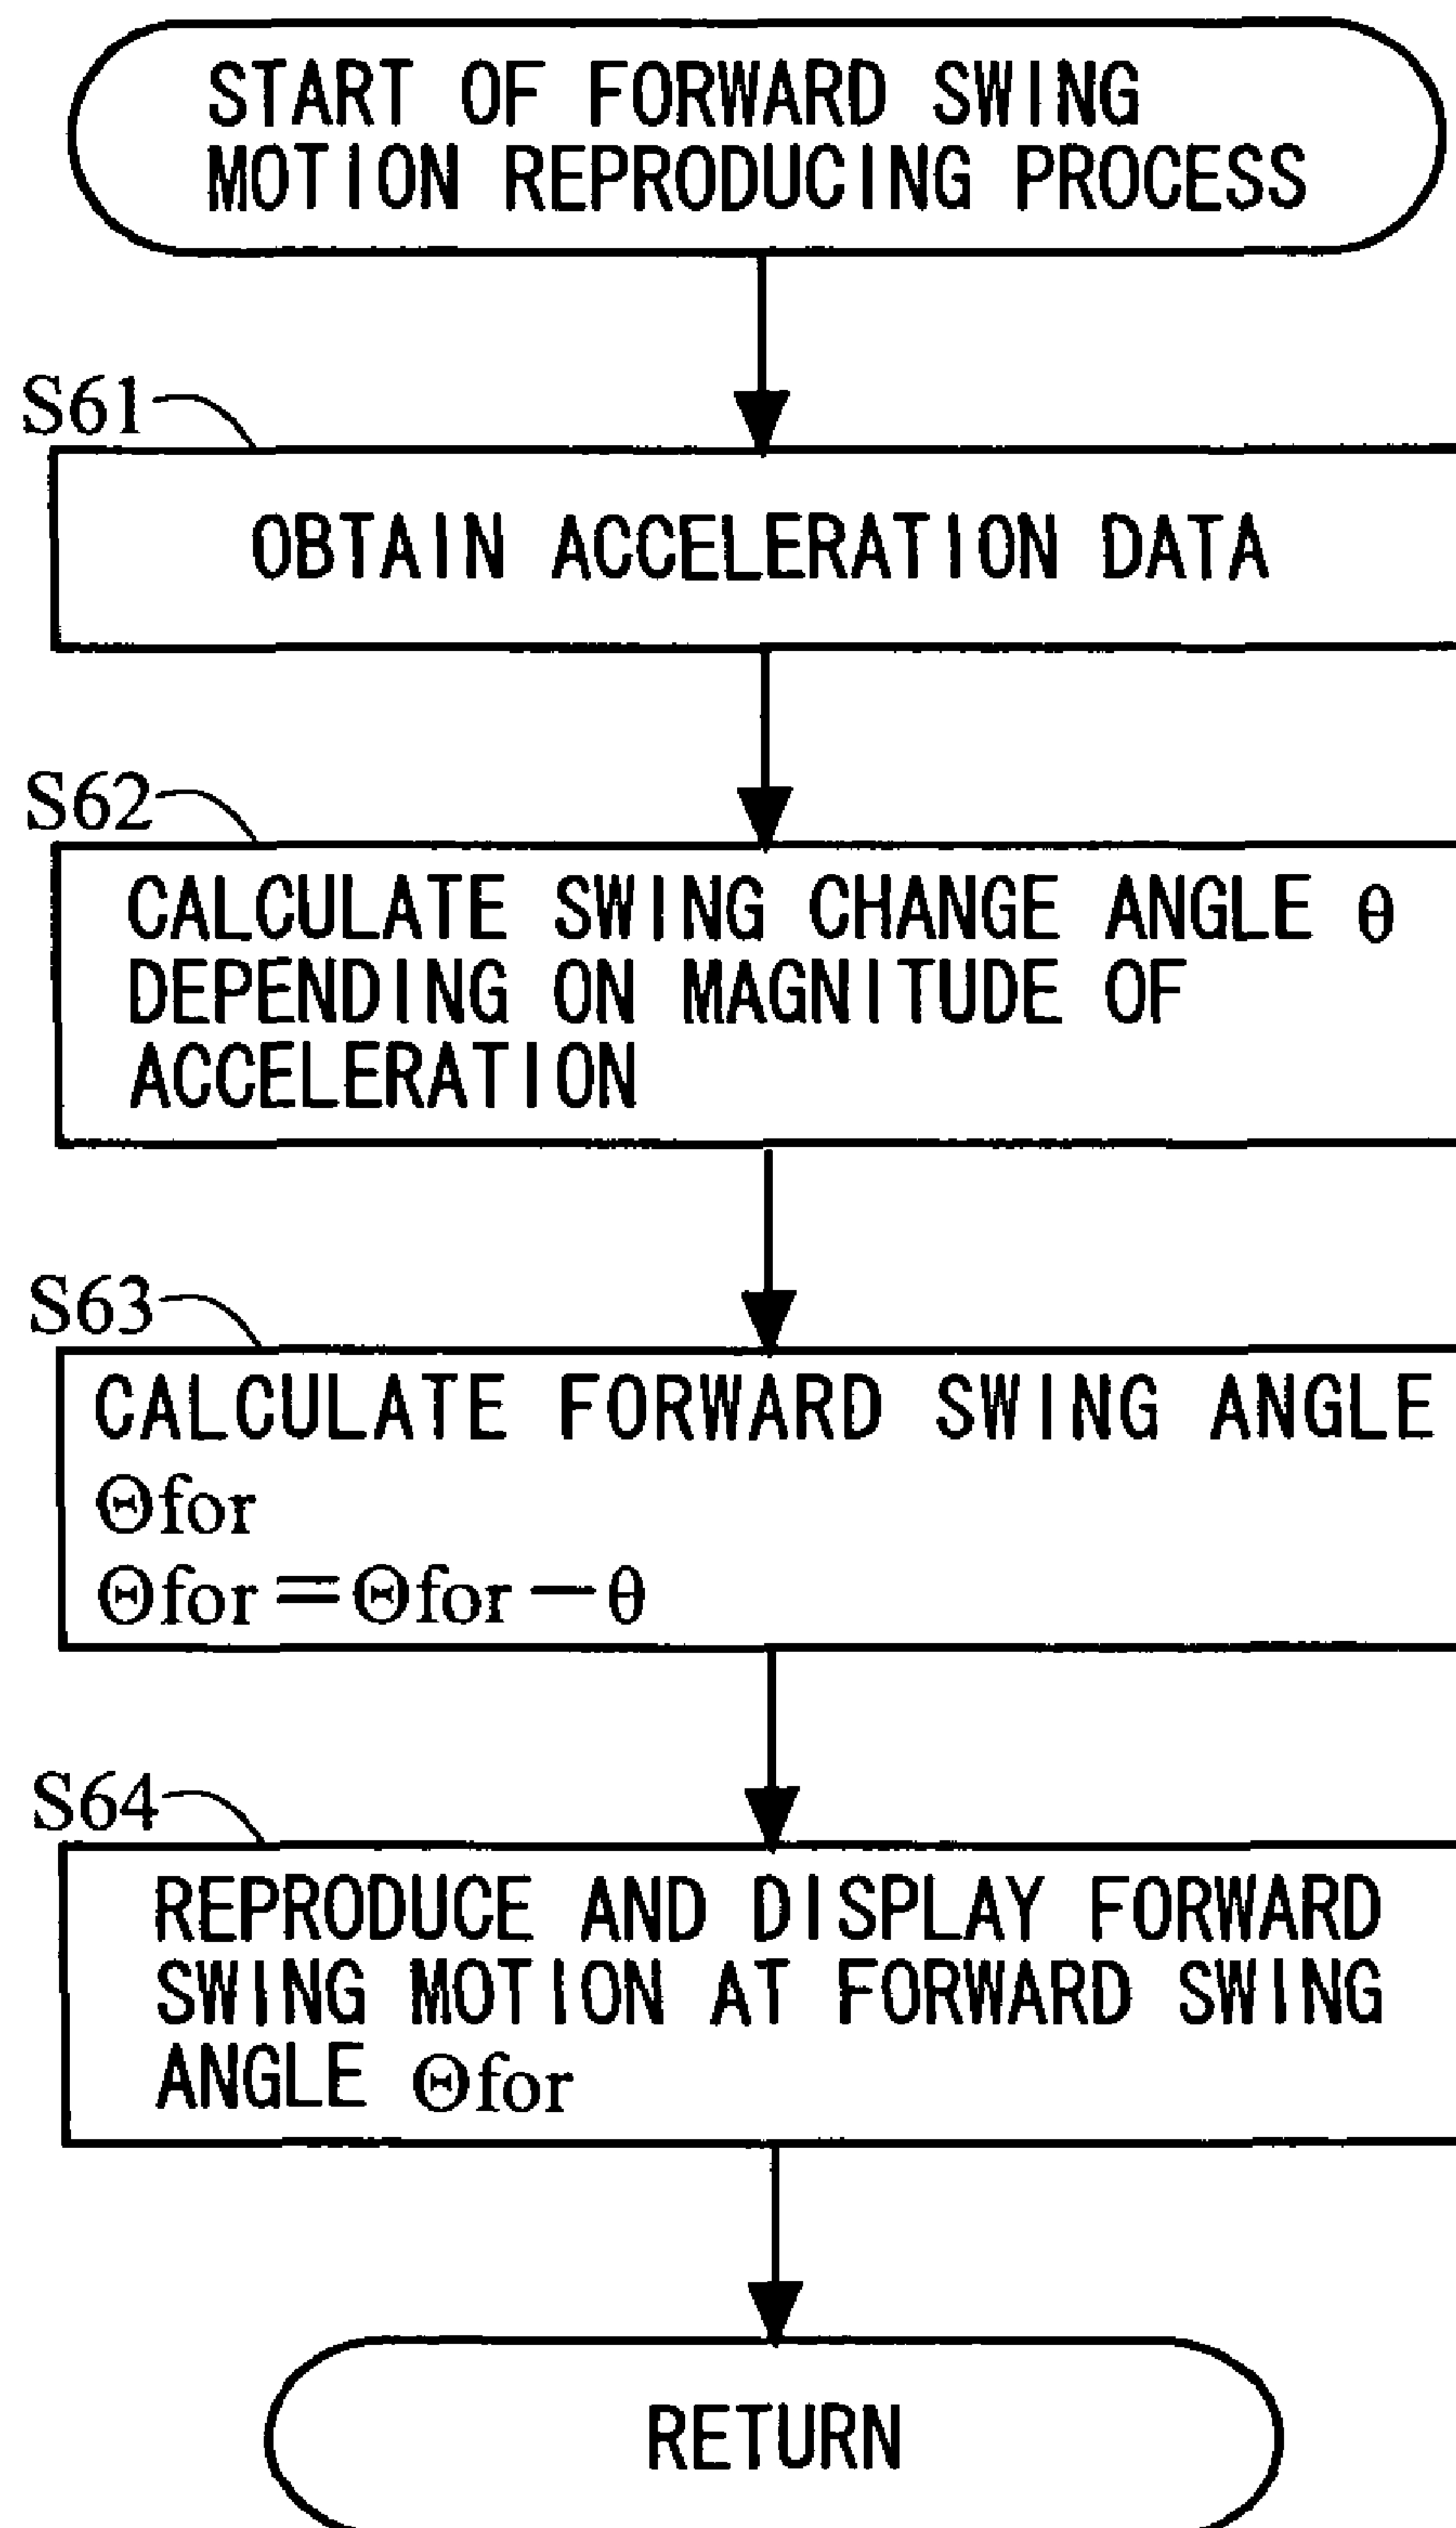 START OF FORWARD SWING
MOTION REPRODUCING PROCESS
S61
OBTAIN ACCELERATION DATA
S62
CALCULATE SWING CHANGE ANGLE θ
DEPENDING ON MAGNITUDE OF
ACCELERATION
S63
CALCULATE FORWARD SWING ANGLE
Θfor
Θfor=Θfor-θ
S64
REPRODUCE AND DISPLAY FORWARD
SWING MOTION AT FORWARD SWING
ANGLE Θfor
RETURN